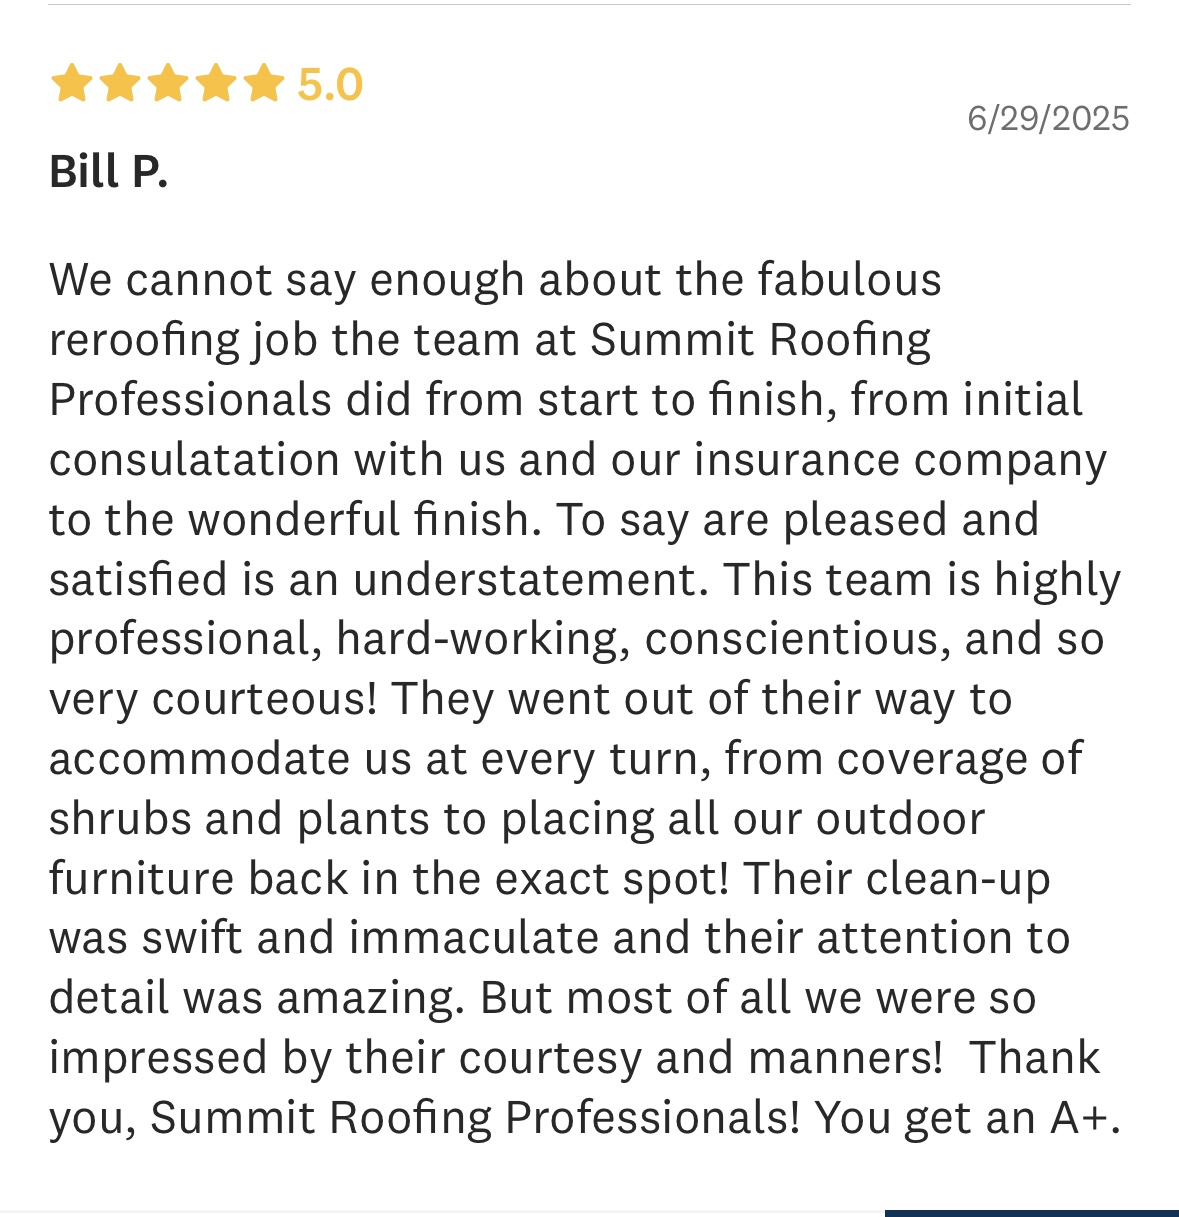 5.0
6/29/2025
Bill P.
We cannot say enough about the fabulous
reroofing job the team at Summit Roofing
Professionals did from start to finish, from initial
consulatation with us and our insurance company
to the wonderful finish. To say are pleased and
satisfied is an understatement. This team is highly
professional, hard-working, conscientious, and so
very courteous! They went out of their way to
accommodate us at every turn, from coverage of
shrubs and plants to placing all our outdoor
furniture back in the exact spot! Their clean-up
was swift and immaculate and their attention to
detail was amazing. But most of all we were so
impressed by their courtesy and manners!  Thank
you, Summit Roofing Professionals! You get an A+.